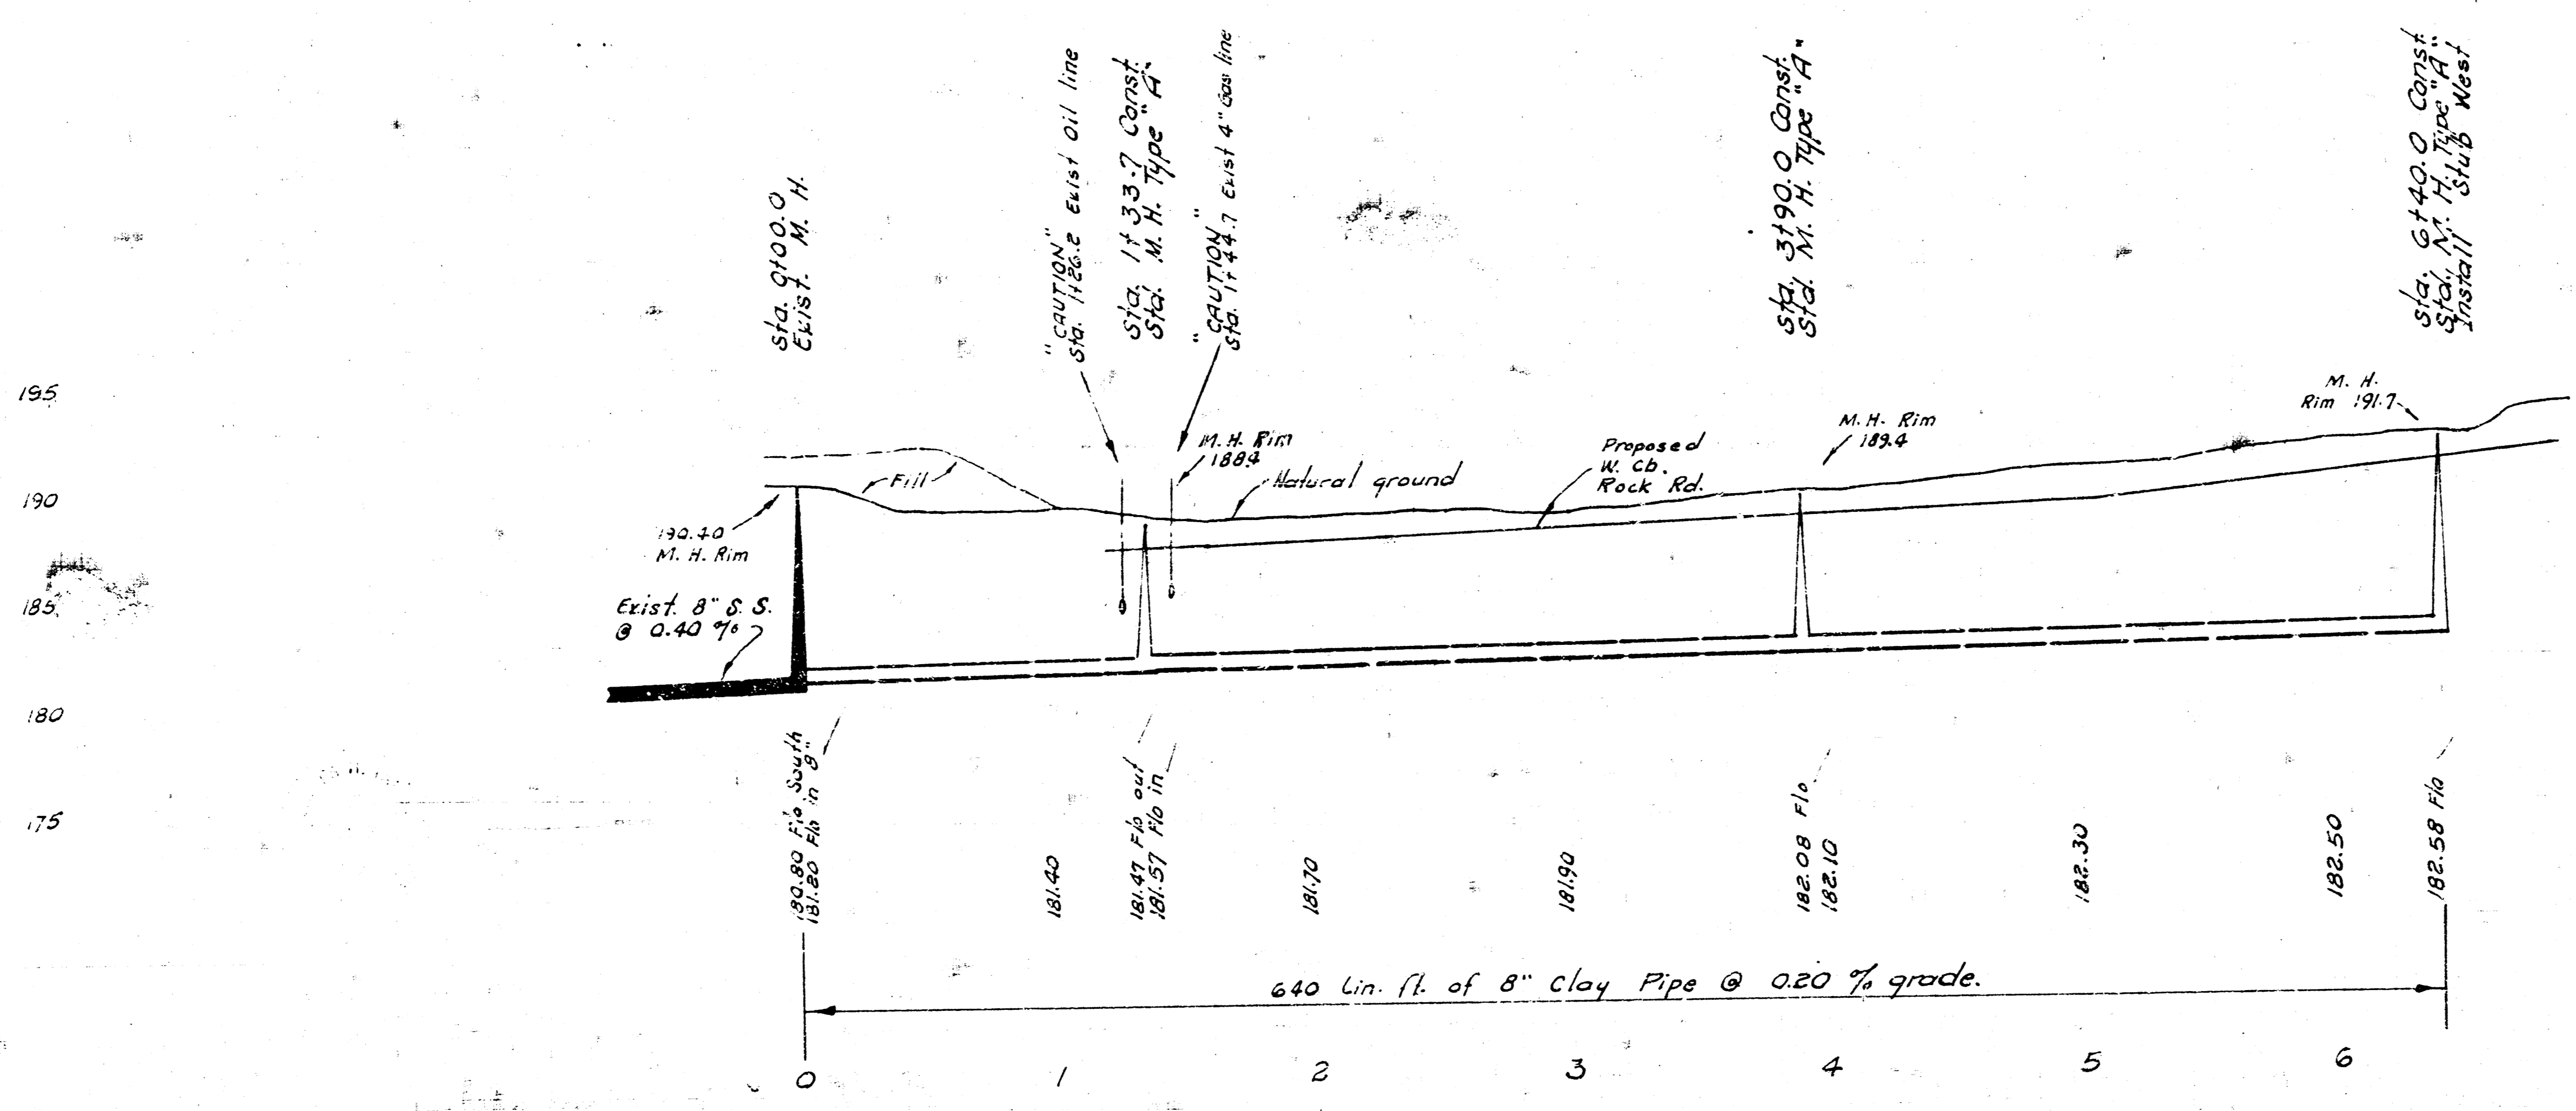 Sta. 0+00.0
Exist. M. H.
"CAUTION"
Sta. 1+26.2 Exist Oil line
Sta. 1+33.7 Const.
Std. M. H. Type "A"
"CAUTION"
Sta. 1+44.7 Exist 4" Gas line
Sta. 3+90.0 Const.
Std. M. H. Type "A"
Sta. 6+40.0 Const.
Std. M. H. Type "A"
Install Stub West
195
190
185
180
175
Fill
190.40
M. H. Rim
Exist. 8" S. S.
@ 0.40 %
M. H. Rim
188.4
Natural ground
Proposed
W. Cb.
Rock Rd.
M. H. Rim
189.4
M. H.
Rim 191.7
180.80 Flo South
181.20 Flo in 8"
181.40
181.47 Flo out
181.57 Flo in
181.70
181.90
182.08 Flo
182.10
182.30
182.50
182.58 Flo
640 Lin. ft. of 8" Clay Pipe @ 0.20 % grade.
0 1 2 3 4 5 6